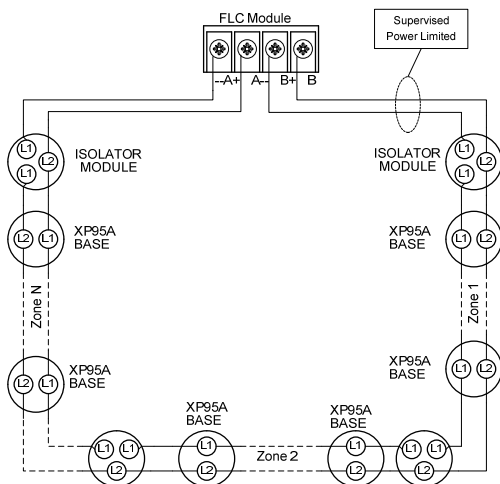 FLC Module
Supervised
Power Limited
--A+ A-- B+ B
L1
L2
L1
ISOLATOR
MODULE
ISOLATOR
MODULE
L1
L2
L1
L2 L1
XP95A
BASE
XP95A
BASE
L1 L2
Zone N
Zone 1
L2 L1
XP95A
BASE
XP95A
BASE
L1 L2
XP95A
BASE
XP95A
BASE
L1 L1
L2
L1
L2
Zone 2
L1
L2
L1 L1
L2